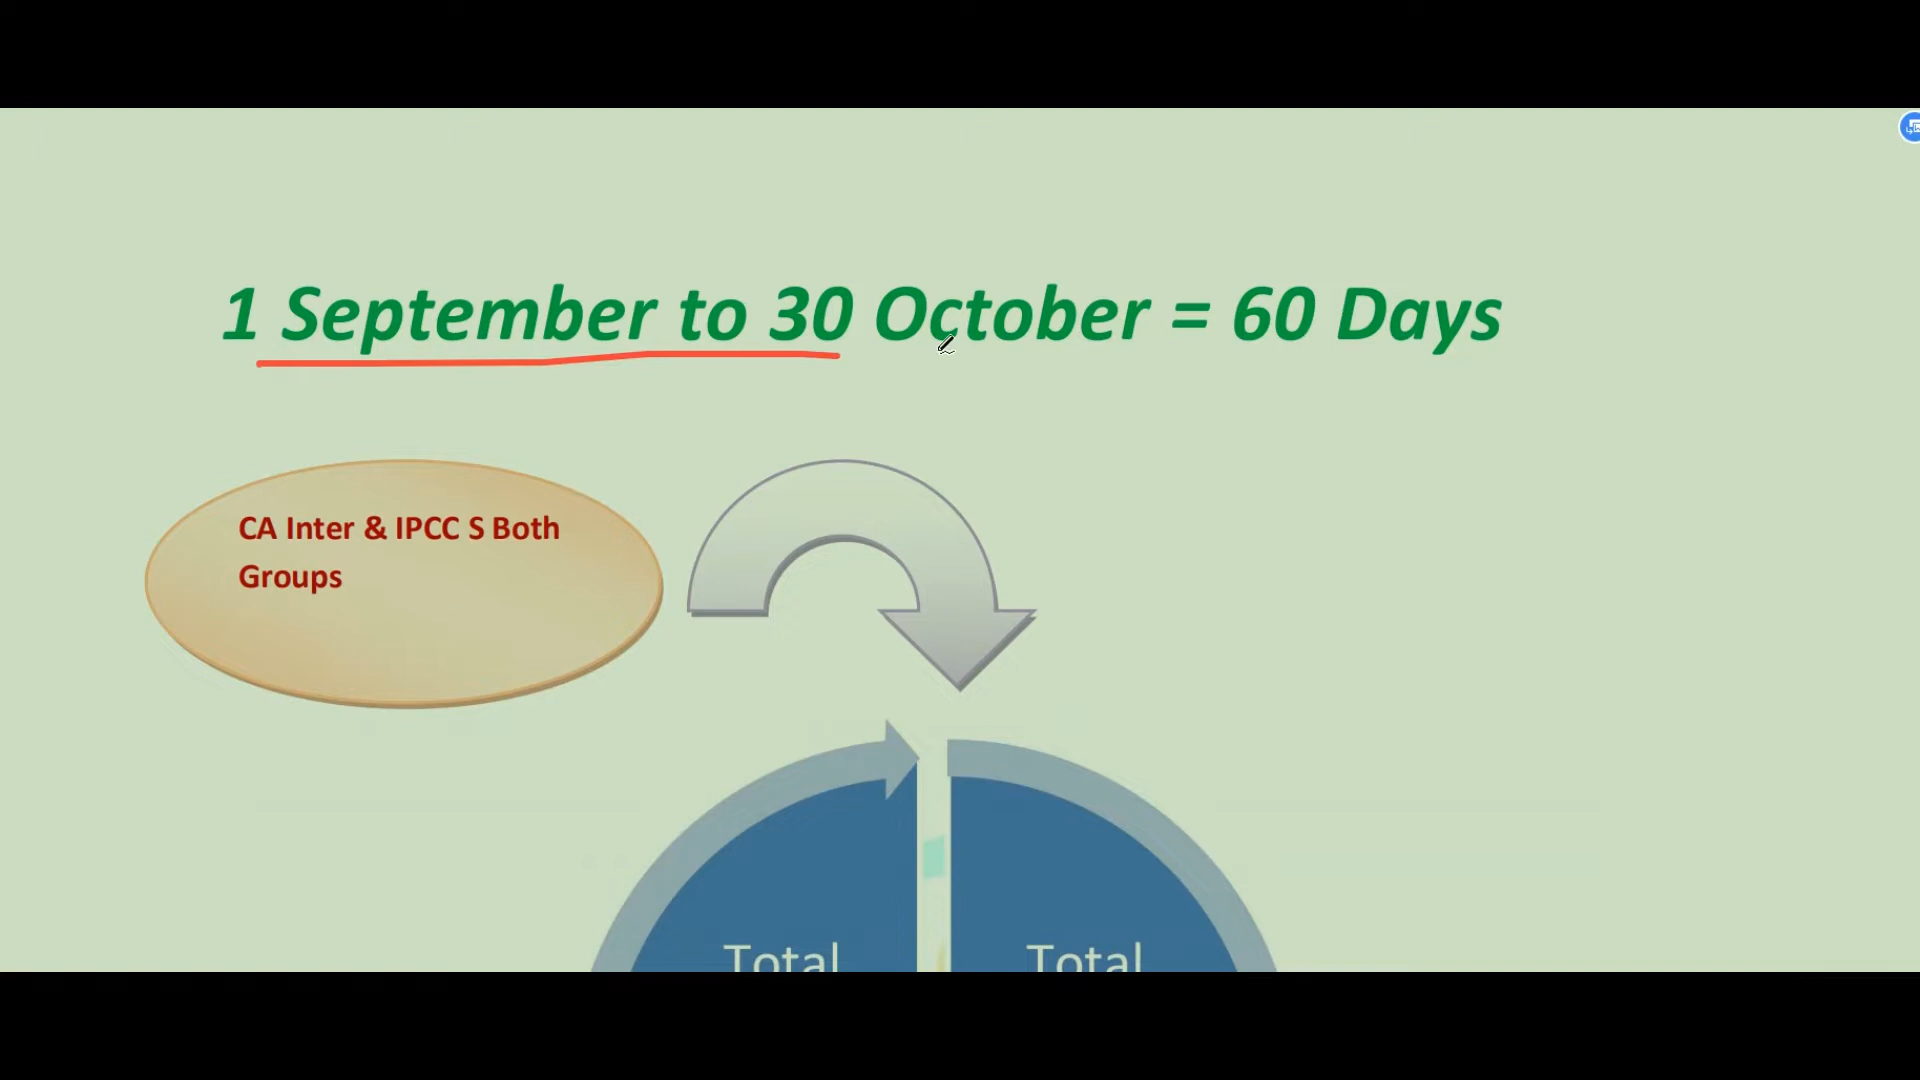 1 September to 30 October = 60 Days
CA Inter & IPCC S Both
Groups
Total
Total